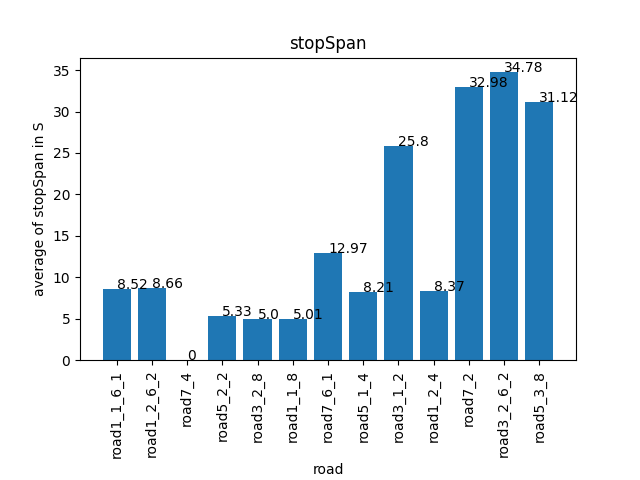 stopSpan
average of stopSpan in S
35
30
25
20
15
10
5
0
8.52
8.66
0
5.33
5.0
5.01
12.97
8.21
25.8
8.37
32.98
34.78
31.12
road1_1_6_1
road1_2_6_2
road7_4
road5_2_2
road3_2_8
road1_1_8
road7_6_1
road5_1_4
road3_1_2
road1_2_4
road7_2
road3_2_6_2
road5_3_8
road